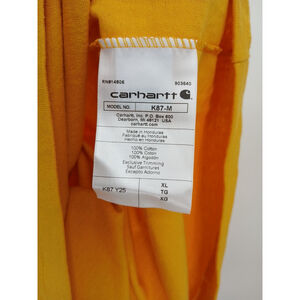 RN#14806 903640
carhartt
MODEL NO. K87-M
Carhartt, Inc. P.O. Box 600
Dearborn, MI 48121, USA
carhartt.com
Made in Honduras
Fabriqué au Honduras
Hecho en Honduras
100% Cotton
100% Coton
100% Algodón
Exclusive Trimming
Sauf Garnitures
Excepto Adorno
K87 Y25 XL
TG
XG